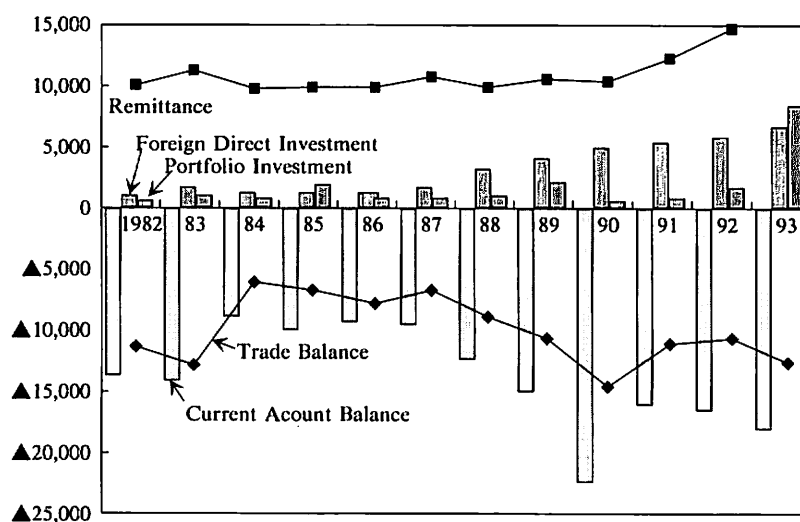 15,000
10,000
Remittance
5,000
Foreign Direct Investment
Portfolio Investment
0
1982 83 84 85 86 87 88 89 90 91 92 93
▲5,000
▲10,000
Trade Balance
▲15,000
Current Acount Balance
▲20,000
▲25,000